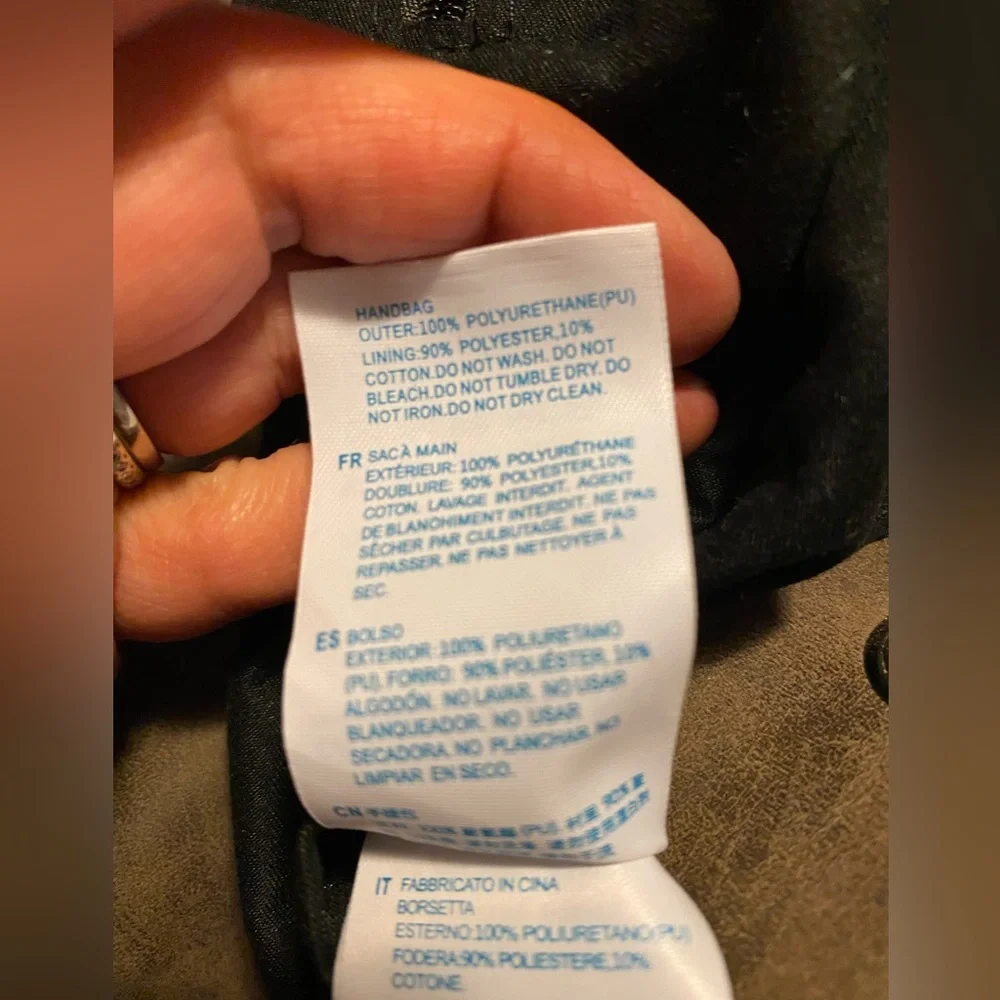 HANDBAG
OUTER:100% POLYURETHANE(PU)
LINING:90% POLYESTER,10%
COTTON.DO NOT WASH. DO NOT
BLEACH.DO NOT TUMBLE DRY. DO
NOT IRON.DO NOT DRY CLEAN.
FR SAC À MAIN
EXTÉRIEUR: 100% POLYURÉTHANE
DOUBLURE: 90% POLYESTER,10%
COTON. LAVAGE INTERDIT. AGENT
DE BLANCHIMENT INTERDIT. NE PAS
SÉCHER PAR CULBUTAGE. NE PAS
REPASSER. NE PAS NETTOYER À
SEC.
ES BOLSO
EXTERIOR:100% POLIURETANO
(PU). FORRO: 90% POLIÉSTER, 10%
ALGODÓN. NO LAVAR. NO USAR
BLANQUEADOR. NO USAR
SECADORA. NO PLANCHAR. NO
LIMPIAR EN SECO.
CN
IT FABBRICATO IN CINA
BORSETTA
ESTERNO:100% POLIURETANO(PU)
FODERA:90% POLIESTERE,10%
COTONE.